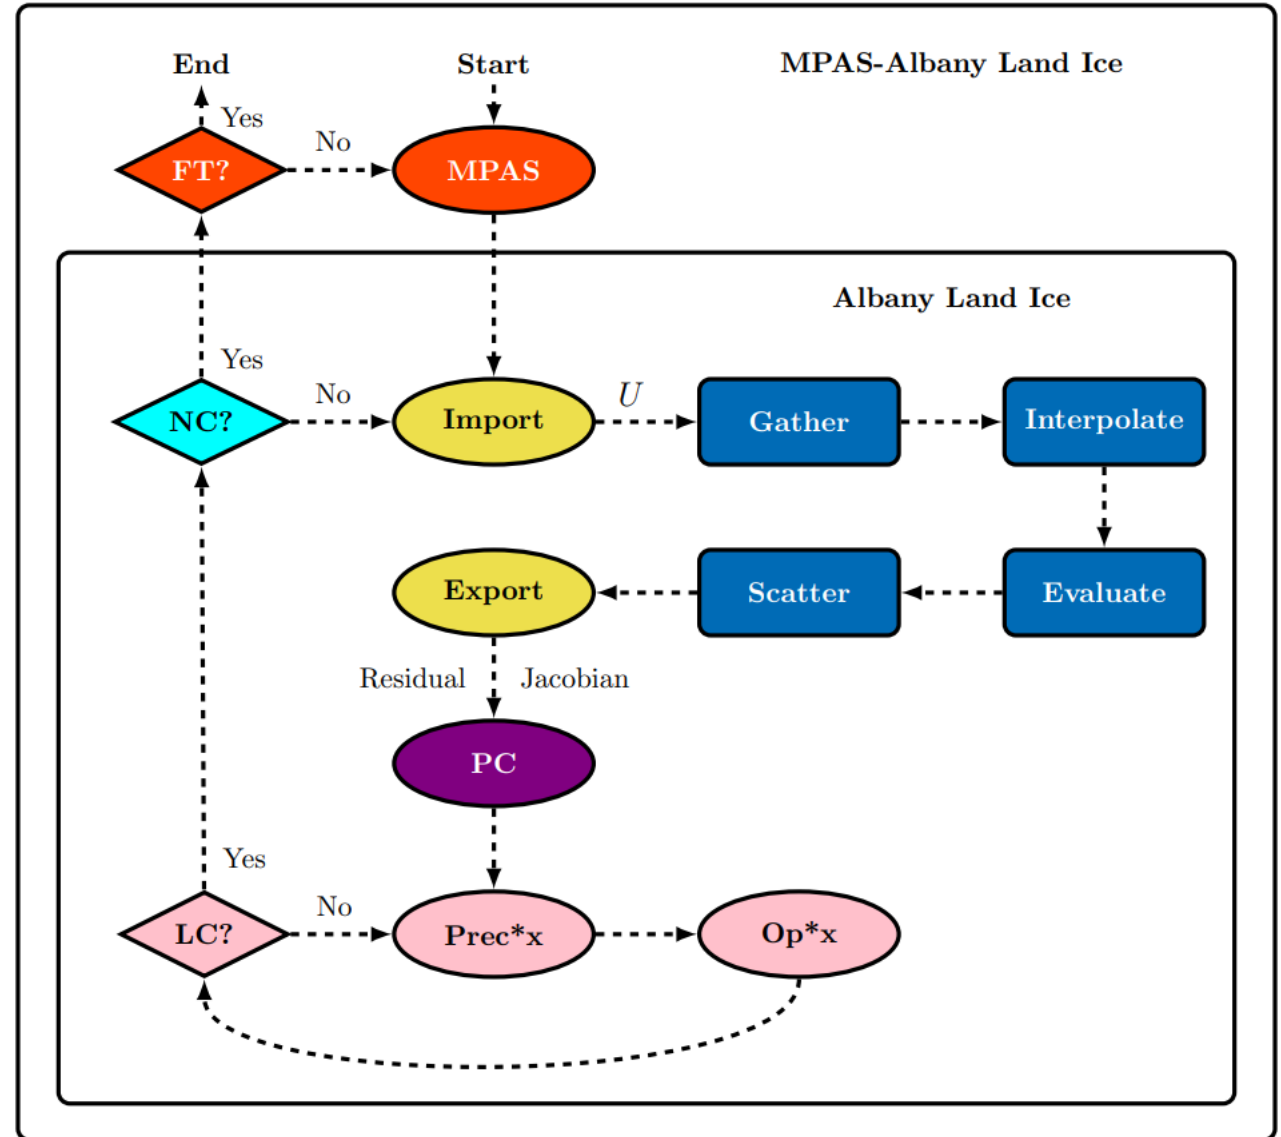 End
Start
MPAS-Albany Land Ice
Yes
FT?
No
MPAS
Albany Land Ice
Yes
NC?
No
Import
U
Gather
Interpolate
Export
Scatter
Evaluate
Residual
Jacobian
PC
Yes
LC?
No
Prec*x
Op*x